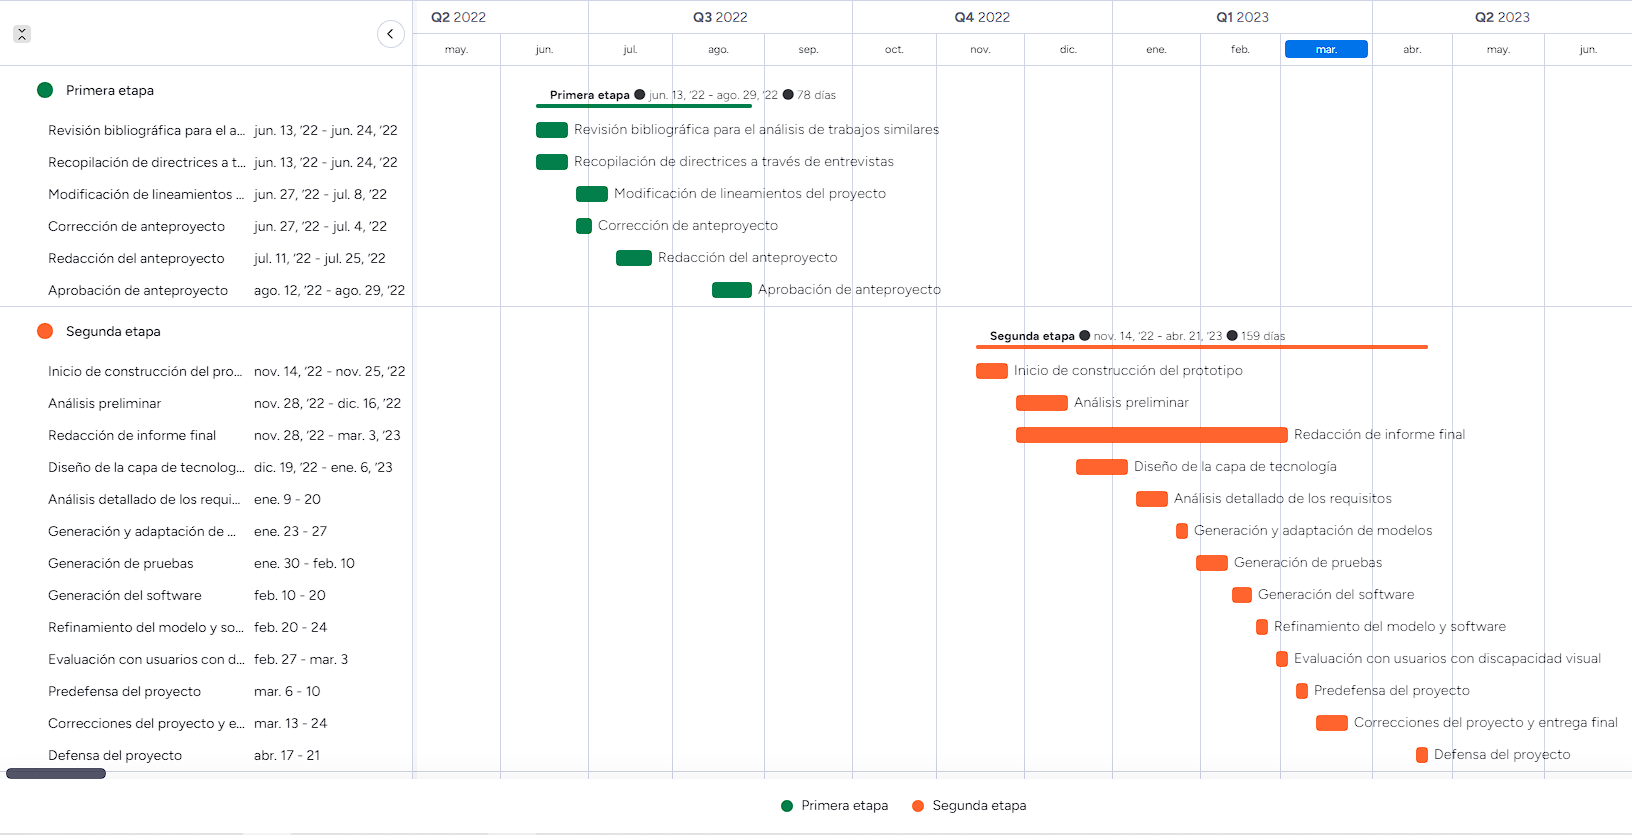 Q2 2022 Q3 2022 Q4 2022 Q1 2023 Q2 2023
may. jun. jul. ago. sep. oct. nov. dic. ene. feb. mar. abr. may. jun.
Primera etapa
Primera etapa ● jun. 13, '22 - ago. 29, '22 ● 78 días
Revisión bibliográfica para el a... jun. 13, '22 - jun. 24, '22 Revisión bibliográfica para el análisis de trabajos similares
Recopilación de directrices a t... jun. 13, '22 - jun. 24, '22 Recopilación de directrices a través de entrevistas
Modificación de lineamientos ... jun. 27, '22 - jul. 8, '22 Modificación de lineamientos del proyecto
Corrección de anteproyecto jun. 27, '22 - jul. 4, '22 Corrección de anteproyecto
Redacción del anteproyecto jul. 11, '22 - jul. 25, '22 Redacción del anteproyecto
Aprobación de anteproyecto ago. 12, '22 - ago. 29, '22 Aprobación de anteproyecto
Segunda etapa
Segunda etapa ● nov. 14, '22 - abr. 21, '23 ● 159 días
Inicio de construcción del pro... nov. 14, '22 - nov. 25, '22 Inicio de construcción del prototipo
Análisis preliminar nov. 28, '22 - dic. 16, '22 Análisis preliminar
Redacción de informe final nov. 28, '22 - mar. 3, '23 Redacción de informe final
Diseño de la capa de tecnolog... dic. 19, '22 - ene. 6, '23 Diseño de la capa de tecnología
Análisis detallado de los requi... ene. 9 - 20 Análisis detallado de los requisitos
Generación y adaptación de ... ene. 23 - 27 Generación y adaptación de modelos
Generación de pruebas ene. 30 - feb. 10 Generación de pruebas
Generación del software feb. 10 - 20 Generación del software
Refinamiento del modelo y so... feb. 20 - 24 Refinamiento del modelo y software
Evaluación con usuarios con d... feb. 27 - mar. 3 Evaluación con usuarios con discapacidad visual
Predefensa del proyecto mar. 6 - 10 Predefensa del proyecto
Correcciones del proyecto y e... mar. 13 - 24 Correcciones del proyecto y entrega final
Defensa del proyecto abr. 17 - 21 Defensa del proyecto
Primera etapa Segunda etapa